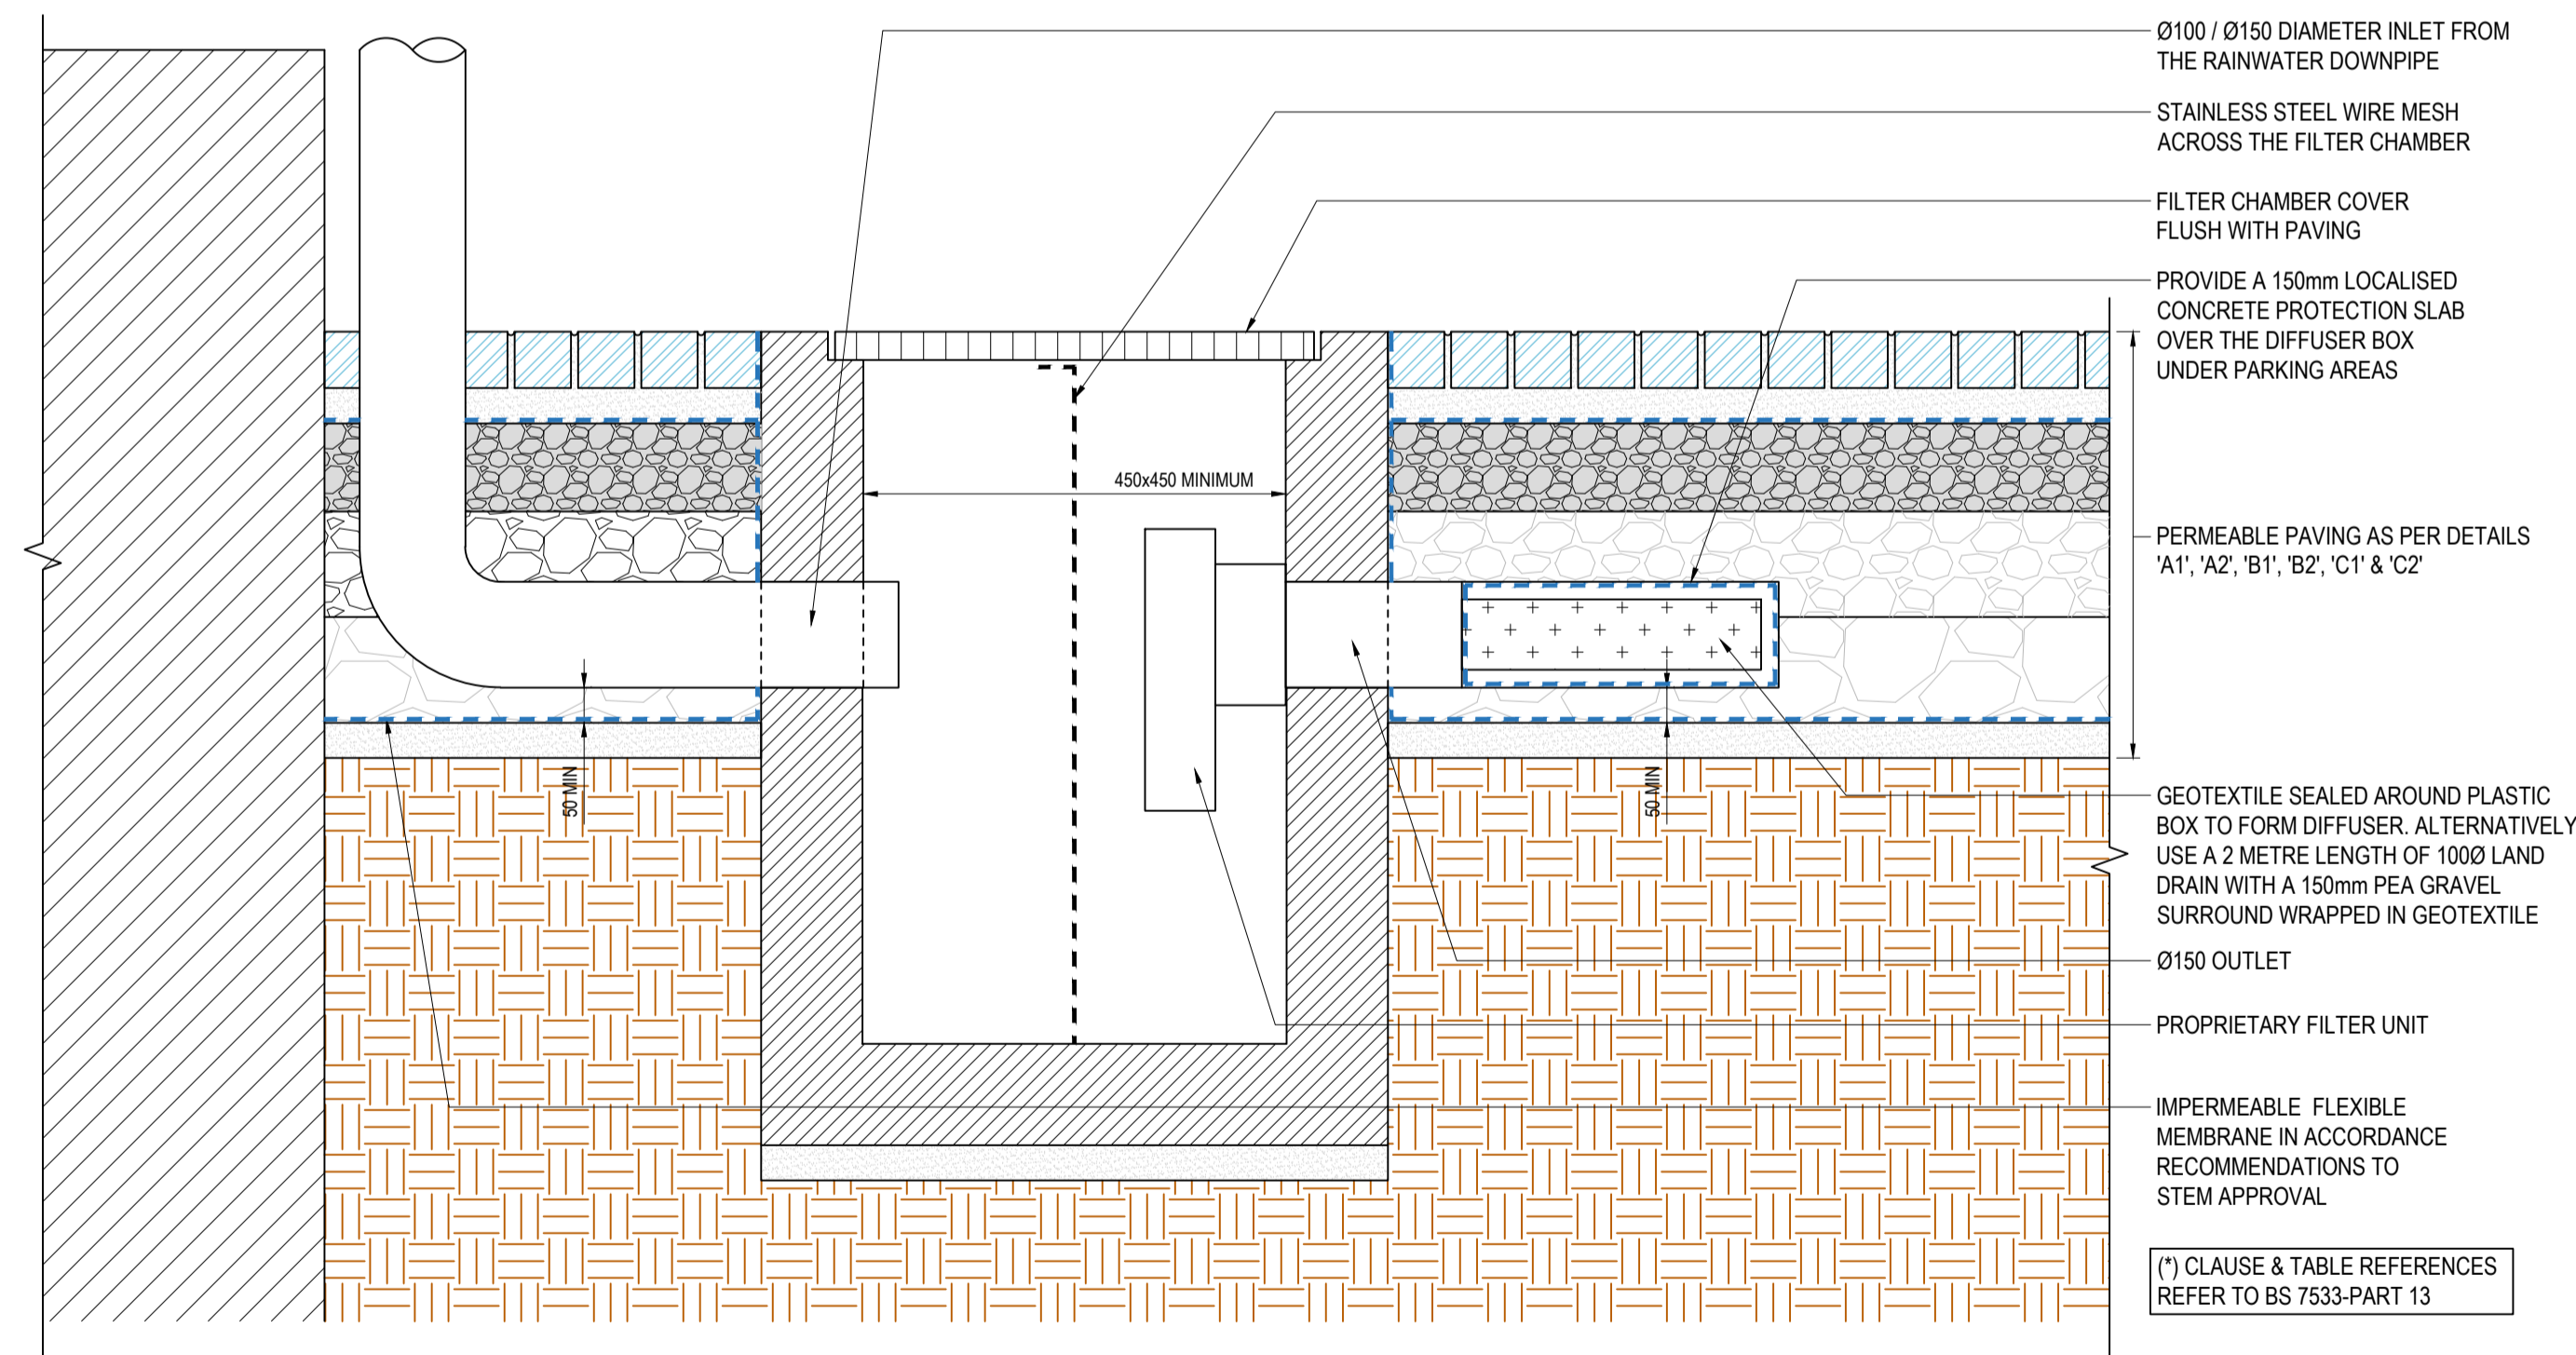 Ø100 / Ø150 DIAMETER INLET FROM
THE RAINWATER DOWNPIPE
STAINLESS STEEL WIRE MESH
ACROSS THE FILTER CHAMBER
FILTER CHAMBER COVER
FLUSH WITH PAVING
PROVIDE A 150mm LOCALISED
CONCRETE PROTECTION SLAB
OVER THE DIFFUSER BOX
UNDER PARKING AREAS
450x450 MINIMUM
PERMEABLE PAVING AS PER DETAILS
'A1', 'A2', 'B1', 'B2', 'C1' & 'C2'
50 MIN
50 MIN
GEOTEXTILE SEALED AROUND PLASTIC
BOX TO FORM DIFFUSER. ALTERNATIVELY
USE A 2 METRE LENGTH OF 100Ø LAND
DRAIN WITH A 150mm PEA GRAVEL
SURROUND WRAPPED IN GEOTEXTILE
Ø150 OUTLET
PROPRIETARY FILTER UNIT
IMPERMEABLE FLEXIBLE
MEMBRANE IN ACCORDANCE
RECOMMENDATIONS TO
STEM APPROVAL
(*) CLAUSE & TABLE REFERENCES
REFER TO BS 7533-PART 13